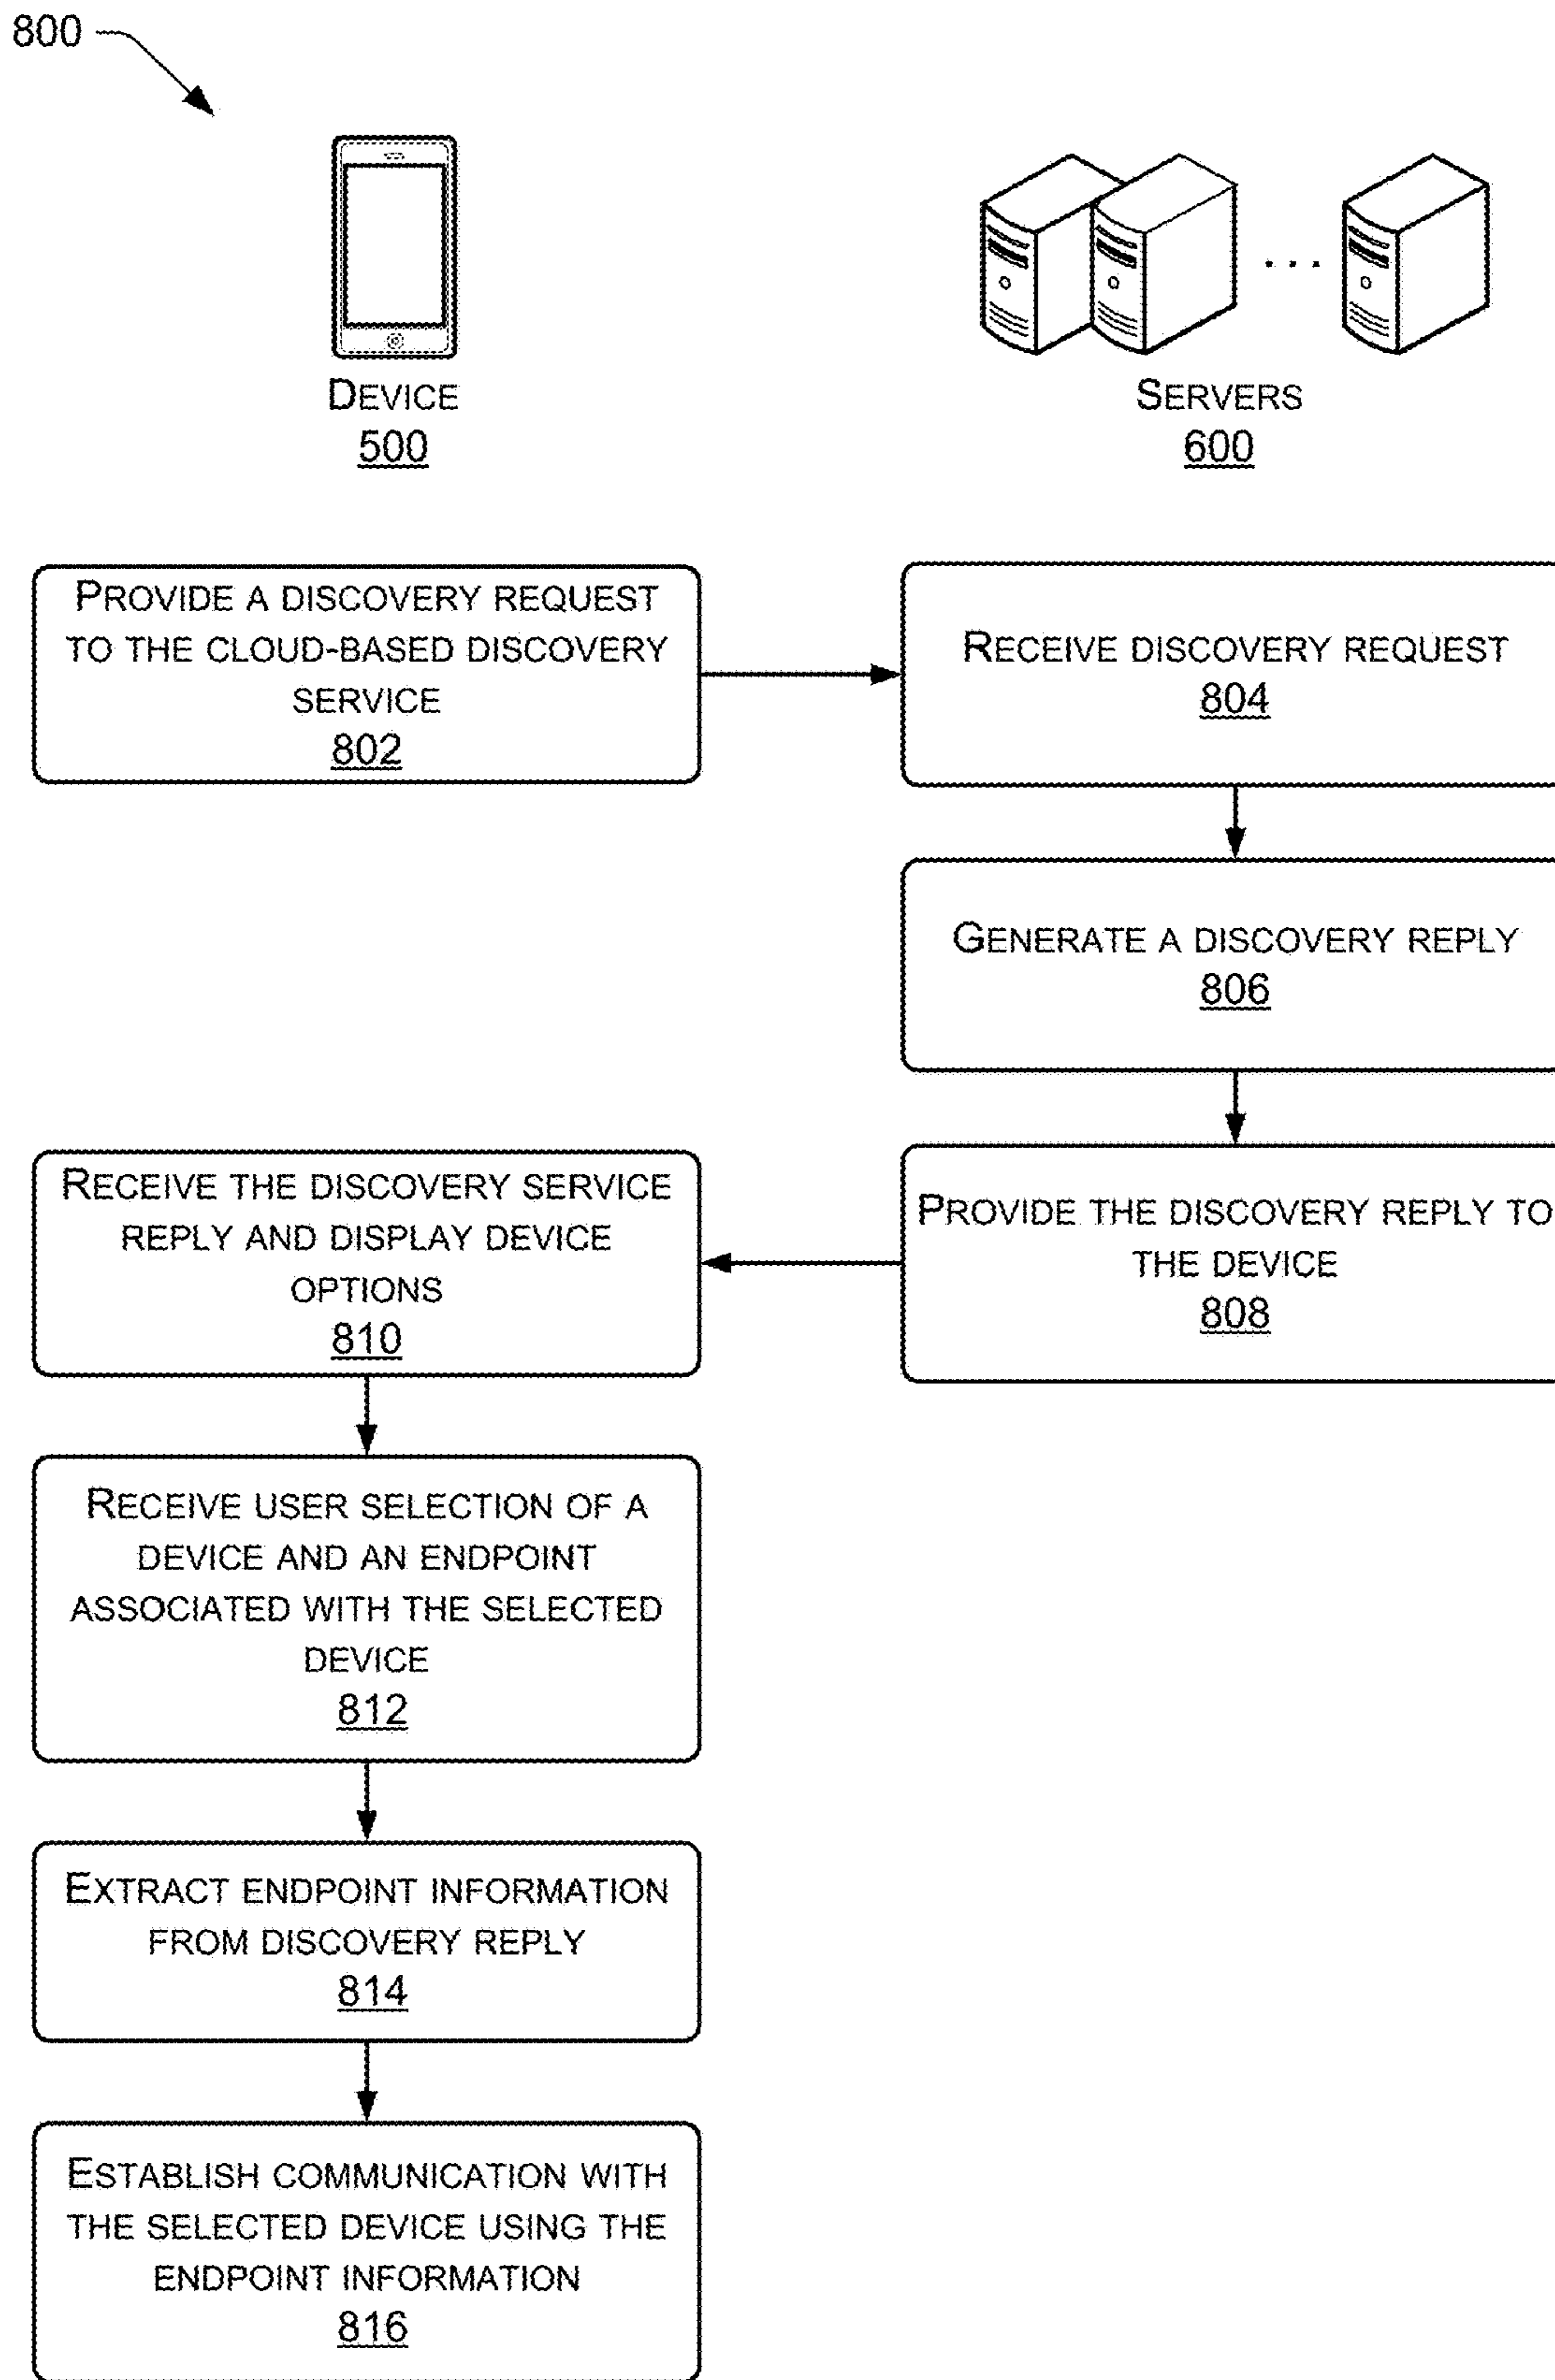 800
DEVICE
500
SERVERS
600
PROVIDE A DISCOVERY REQUEST
TO THE CLOUD-BASED DISCOVERY
SERVICE
802
RECEIVE DISCOVERY REQUEST
804
GENERATE A DISCOVERY REPLY
806
PROVIDE THE DISCOVERY REPLY TO
THE DEVICE
808
RECEIVE THE DISCOVERY SERVICE
REPLY AND DISPLAY DEVICE
OPTIONS
810
RECEIVE USER SELECTION OF A
DEVICE AND AN ENDPOINT
ASSOCIATED WITH THE SELECTED
DEVICE
812
EXTRACT ENDPOINT INFORMATION
FROM DISCOVERY REPLY
814
ESTABLISH COMMUNICATION WITH
THE SELECTED DEVICE USING THE
ENDPOINT INFORMATION
816